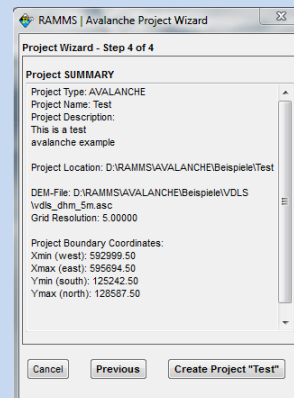 RAMMS | Avalanche Project Wizard
Project Wizard - Step 4 of 4
Project SUMMARY
Project Type: AVALANCHE
Project Name: Test
Project Description:
This is a test
avalanche example
Project Location: D:\RAMMS\AVALANCHE\Beispiele\Test
DEM-File: D:\RAMMS\AVALANCHE\Beispiele\VDLS
\vdls_dhm_5m.asc
Grid Resolution: 5.00000
Project Boundary Coordinates:
Xmin (west): 592999.50
Xmax (east): 595694.50
Ymin (south): 125242.50
Ymax (north): 128587.50
Cancel Previous Create Project "Test"